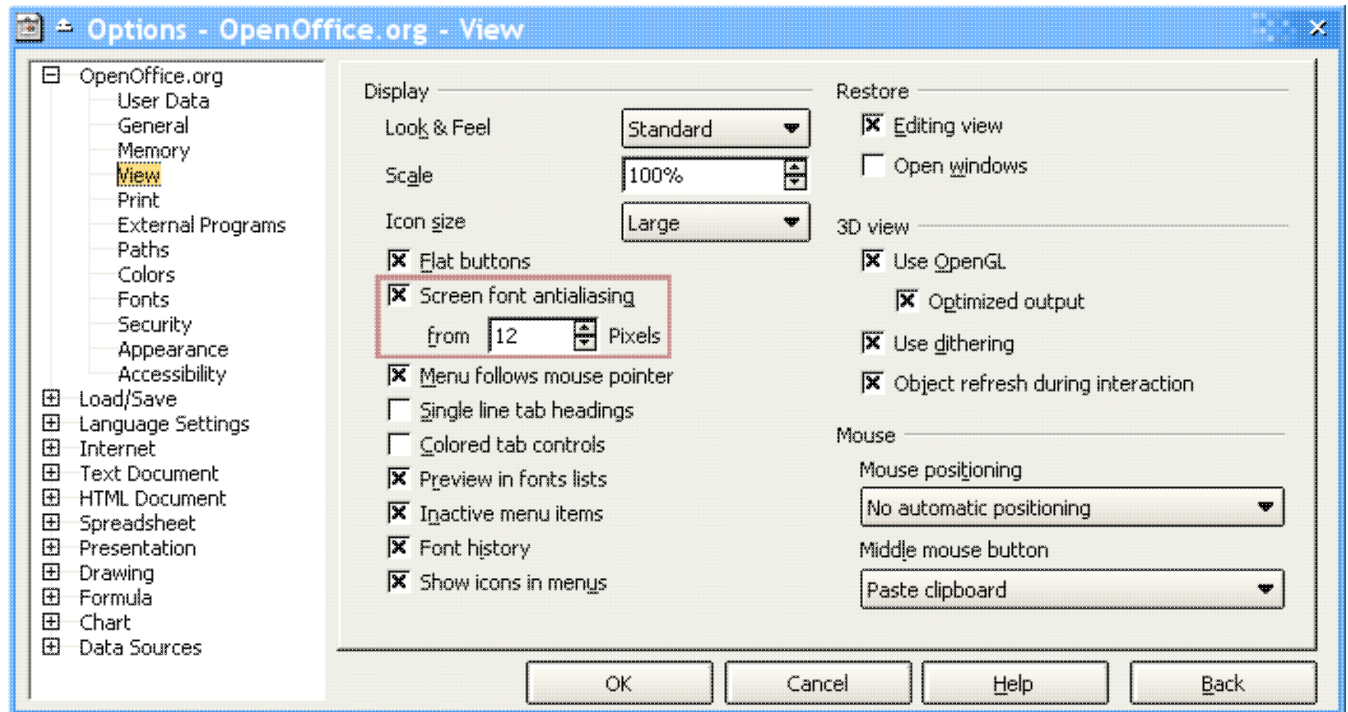 Options - OpenOffice.org - View
OpenOffice.org
User Data
General
Memory
View
Print
External Programs
Paths
Colors
Fonts
Security
Appearance
Accessibility
Load/Save
Language Settings
Internet
Text Document
HTML Document
Spreadsheet
Presentation
Drawing
Formula
Chart
Data Sources
Display
Look & Feel Standard
Scale 100%
Icon size Large
Flat buttons
Screen font antialiasing
from 12 Pixels
Menu follows mouse pointer
Single line tab headings
Colored tab controls
Preview in fonts lists
Inactive menu items
Font history
Show icons in menus
Restore
Editing view
Open windows
3D view
Use OpenGL
Optimized output
Use dithering
Object refresh during interaction
Mouse
Mouse positioning
No automatic positioning
Middle mouse button
Paste clipboard
OK Cancel Help Back